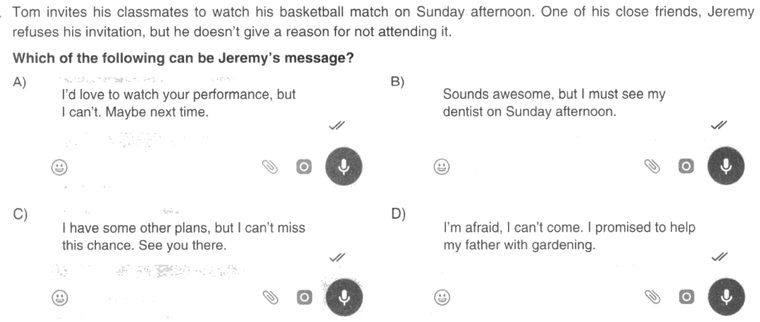 Tom invites his classmates to watch his basketball match on Sunday afternoon. One of his close friends, Jeremy
refuses his invitation, but he doesn't give a reason for not attending it.
Which of the following can be Jeremy's message?
A)
I'd love to watch your performance, but
I can't. Maybe next time.
B)
Sounds awesome, but I must see my
dentist on Sunday afternoon.
C)
I have some other plans, but I can't miss
this chance. See you there.
D)
I'm afraid, I can't come. I promised to help
my father with gardening.